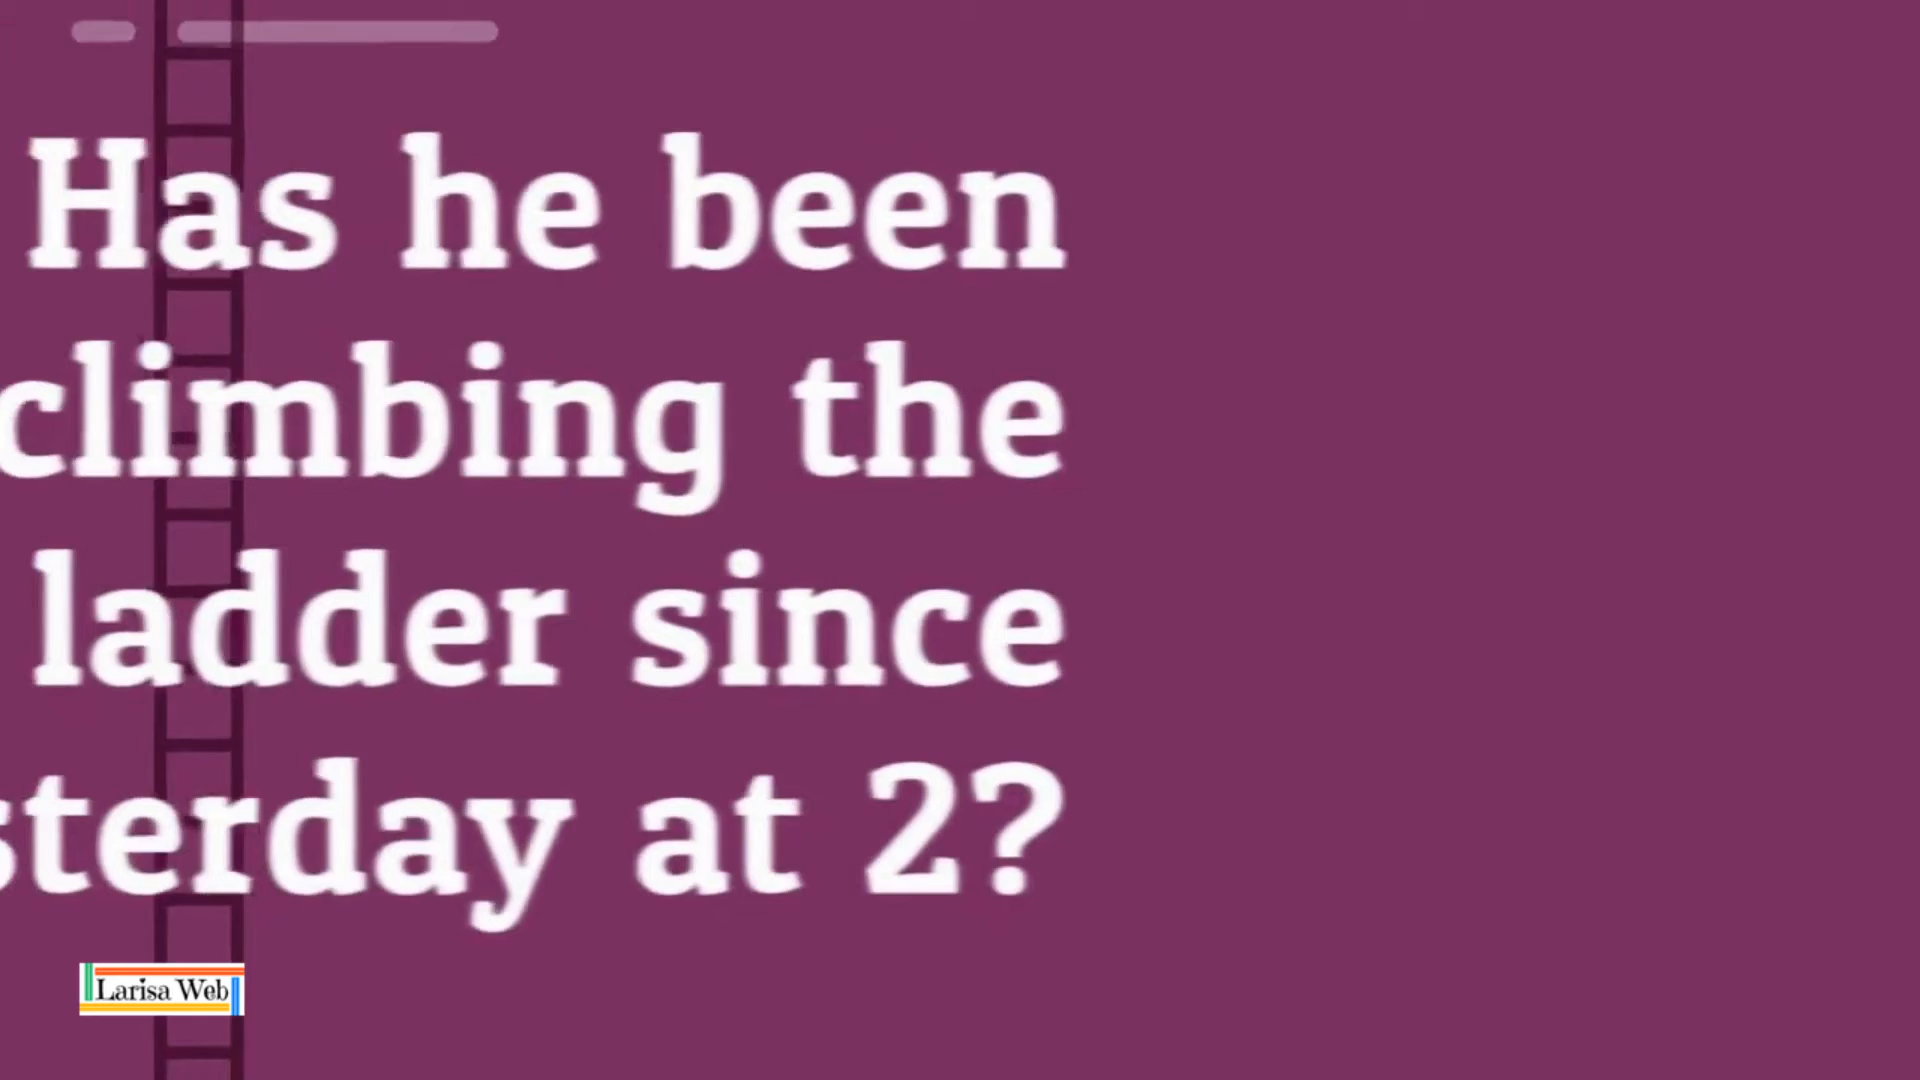 Has he been
climbing the
ladder since
sterday at 2?
Larisa Web